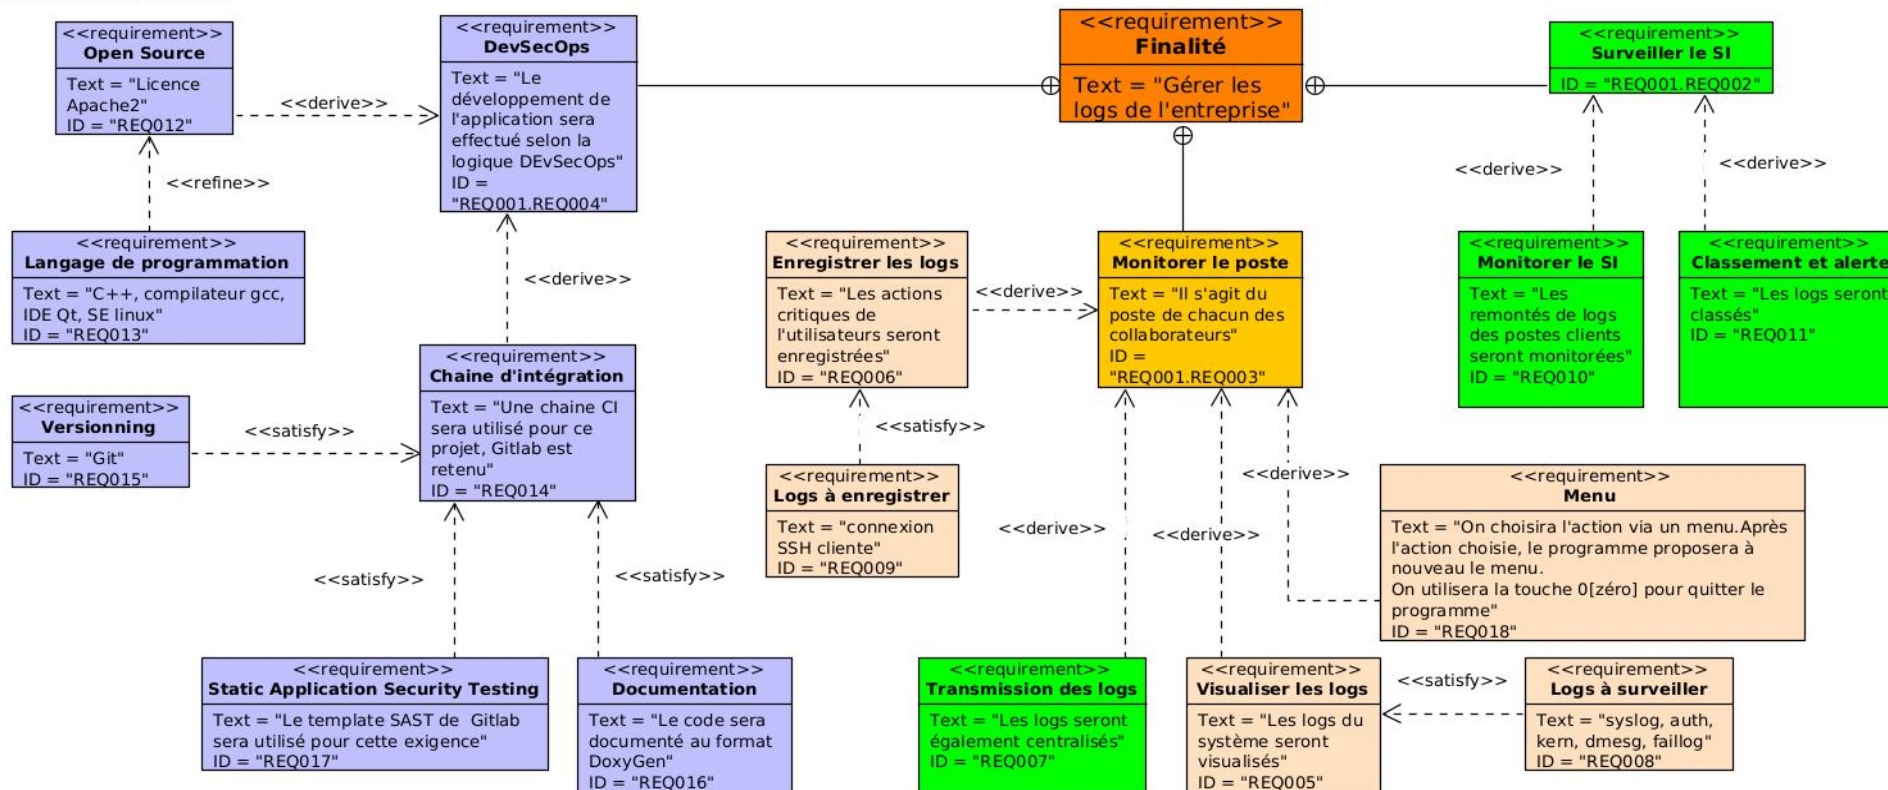 <<requirement>>
Open Source
Text = "Licence
Apache2"
ID = "REQ012"
<<derive>>
<<requirement>>
DevSecOps
Text = "Le
développement de
l'application sera
effectué selon la
logique DEvSecOps"
ID =
"REQ001.REQ004"
<<requirement>>
Finalité
Text = "Gérer les
logs de l'entreprise"
<<requirement>>
Surveiller le SI
ID = "REQ001.REQ002"
<<refine>>
<<derive>>
<<derive>>
<<requirement>>
Langage de programmation
Text = "C++, compilateur gcc,
IDE Qt, SE linux"
ID = "REQ013"
<<derive>>
<<requirement>>
Enregistrer les logs
Text = "Les actions
critiques de
l'utilisateurs seront
enregistrées"
ID = "REQ006"
<<derive>>
<<requirement>>
Monitorer le poste
Text = "Il s'agit du
poste de chacun des
collaborateurs"
ID =
"REQ001.REQ003"
<<requirement>>
Monitorer le SI
Text = "Les
remontés de logs
des postes clients
seront monitorées"
ID = "REQ010"
<<requirement>>
Classement et alerte
Text = "Les logs seront
classés"
ID = "REQ011"
<<requirement>>
Chaine d'intégration
Text = "Une chaine CI
sera utilisé pour ce
projet, Gitlab est
retenu"
ID = "REQ014"
<<requirement>>
Versionning
Text = "Git"
ID = "REQ015"
<<satisfy>>
<<satisfy>>
<<requirement>>
Logs à enregistrer
Text = "connexion
SSH cliente"
ID = "REQ009"
<<derive>>
<<derive>>
<<derive>>
<<requirement>>
Menu
Text = "On choisira l'action via un menu.Après
l'action choisie, le programme proposera à
nouveau le menu.
On utilisera la touche 0[zéro] pour quitter le
programme"
ID = "REQ018"
<<satisfy>>
<<satisfy>>
<<requirement>>
Static Application Security Testing
Text = "Le template SAST de  Gitlab
sera utilisé pour cette exigence"
ID = "REQ017"
<<requirement>>
Documentation
Text = "Le code sera
documenté au format
DoxyGen"
ID = "REQ016"
<<requirement>>
Transmission des logs
Text = "Les logs seront
également centralisés"
ID = "REQ007"
<<requirement>>
Visualiser les logs
Text = "Les logs du
système seront
visualisés"
ID = "REQ005"
<<satisfy>>
<<requirement>>
Logs à surveiller
Text = "syslog, auth,
kern, dmesg, faillog"
ID = "REQ008"